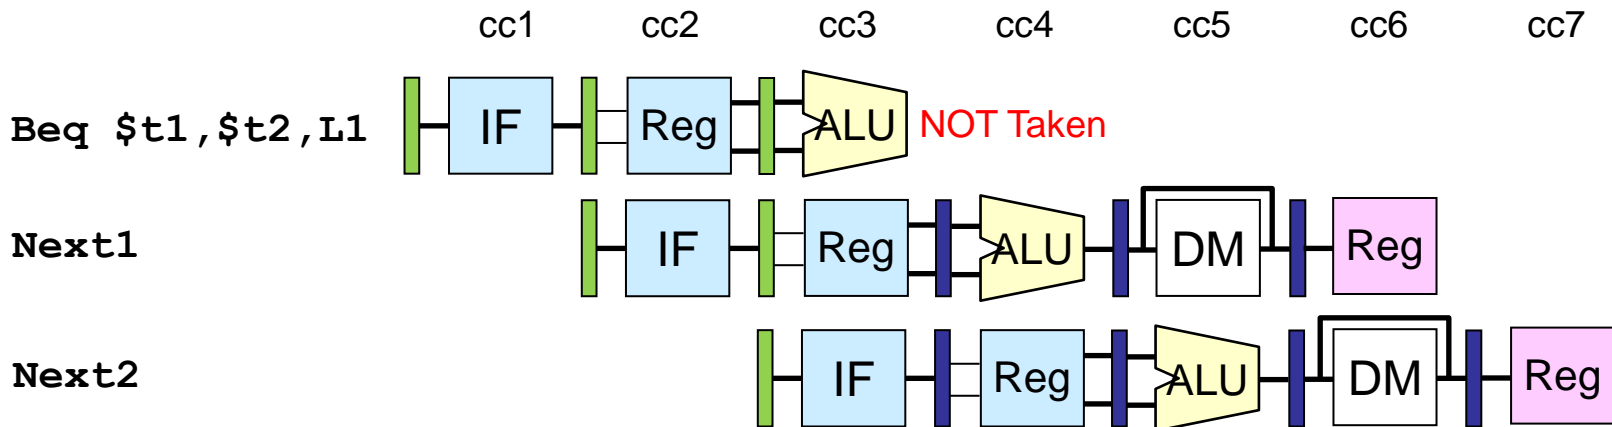 cc1 cc2 cc3 cc4 cc5 cc6 cc7
Beq $t1,$t2,L1 IF Reg ALU NOT Taken
Next1 IF Reg ALU DM Reg
Next2 IF Reg ALU DM Reg